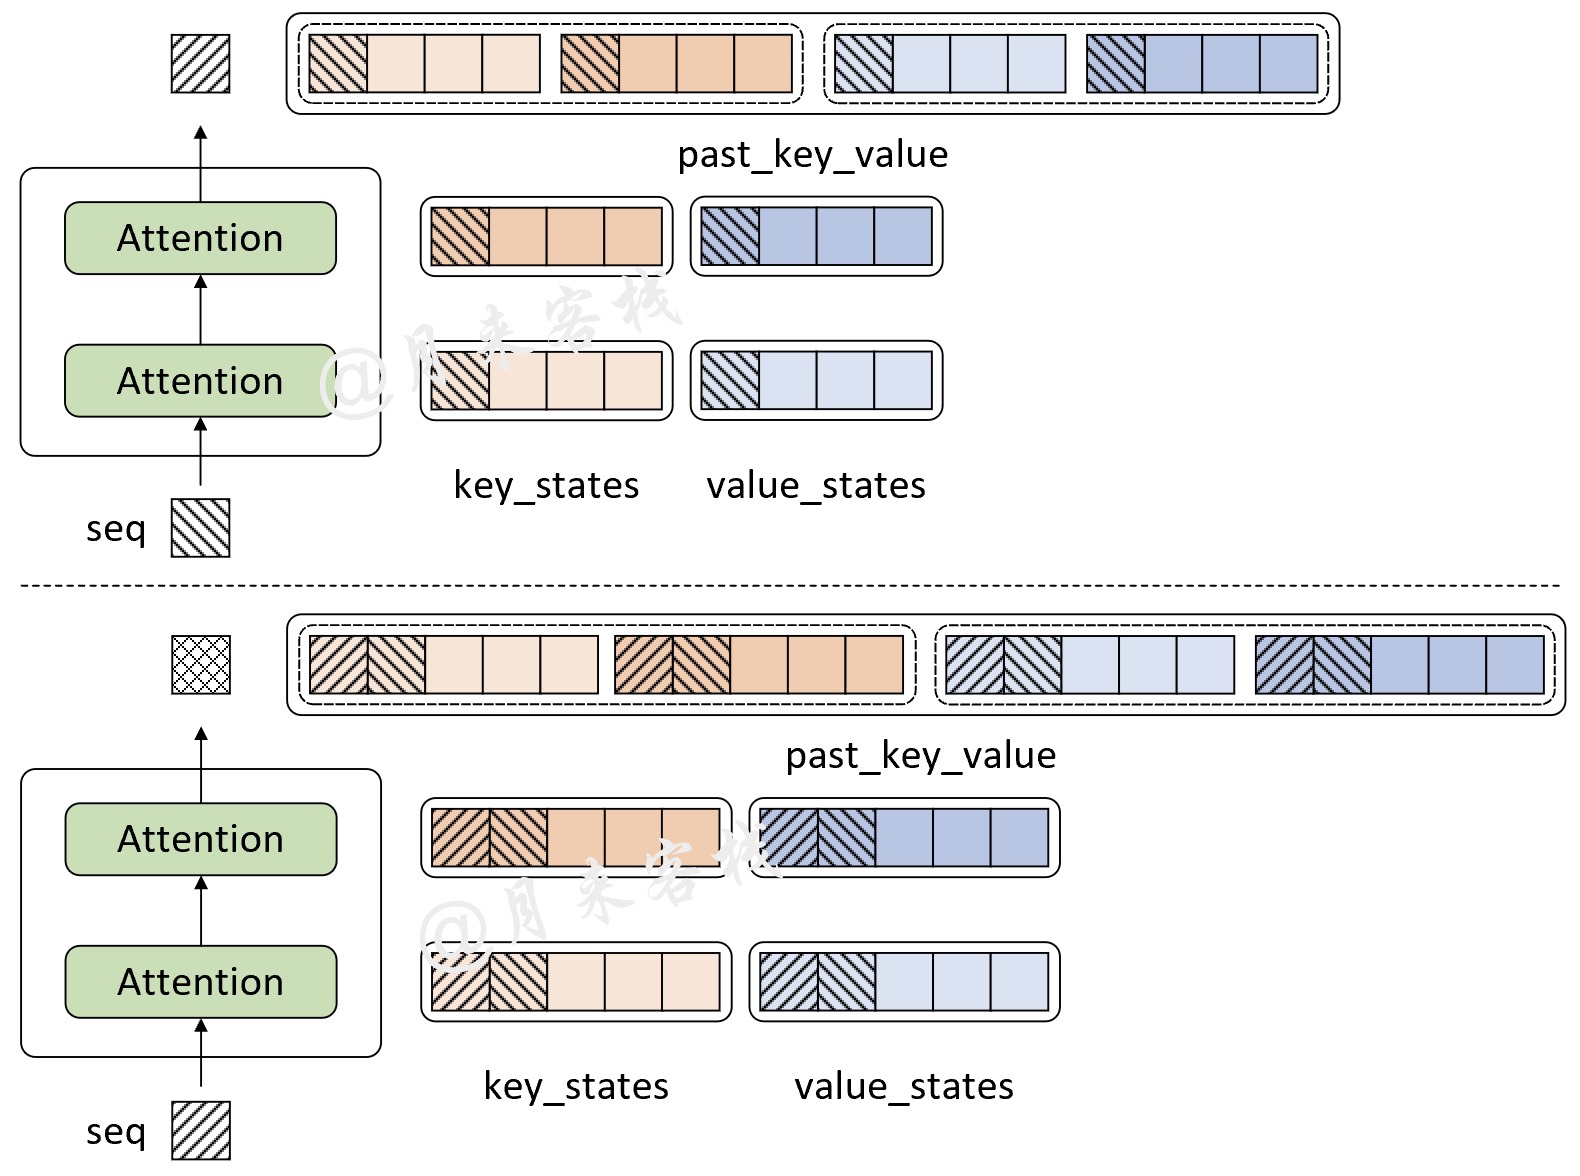 past_key_value
Attention
Attention
@月来客栈
key_states
value_states
seq
past_key_value
Attention
@月来客栈
Attention
key_states
value_states
seq